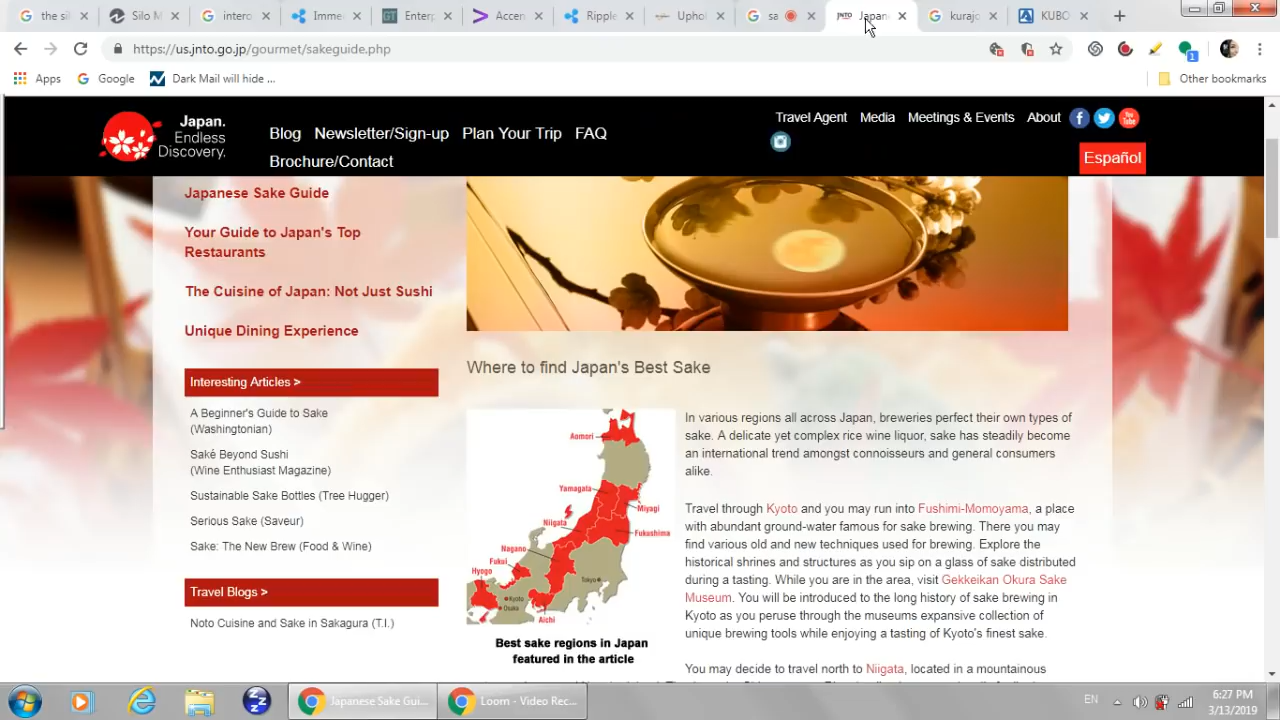 the si
Silo M
interc
Imme
Enterp
Accen
Ripple
Uphol
sa
JNTO Japane
kurajo
KUBO
https://us.jnto.go.jp/gourmet/sakeguide.php
1
Apps
Google
Dark Mail will hide ...
Other bookmarks
Japan.
Endless
Discovery.
Blog Newsletter/Sign-up Plan Your Trip FAQ
Brochure/Contact
Travel Agent Media Meetings & Events About
You
Tube
Español
Japanese Sake Guide
Your Guide to Japan's Top
Restaurants
The Cuisine of Japan: Not Just Sushi
Unique Dining Experience
Interesting Articles >
A Beginner's Guide to Sake
(Washingtonian)
Saké Beyond Sushi
(Wine Enthusiast Magazine)
Sustainable Sake Bottles (Tree Hugger)
Serious Sake (Saveur)
Sake: The New Brew (Food & Wine)
Travel Blogs >
Noto Cuisine and Sake in Sakagura (T.I.)
Where to find Japan's Best Sake
Aomori
Yamagata
Miyagi
Niigata
Fukushima
Nagano
Fukui
Hyogo
Tokyo
Kyoto
Osaka
Aichi
Best sake regions in Japan
featured in the article
In various regions all across Japan, breweries perfect their own types of
sake. A delicate yet complex rice wine liquor, sake has steadily become
an international trend amongst connoisseurs and general consumers
alike.
Travel through Kyoto and you may run into Fushimi-Momoyama, a place
with abundant ground-water famous for sake brewing. There you may
find various old and new techniques used for brewing. Explore the
historical shrines and structures as you sip on a glass of sake distributed
during a tasting. While you are in the area, visit Gekkeikan Okura Sake
Museum. You will be introduced to the long history of sake brewing in
Kyoto as you peruse through the museums expansive collection of
unique brewing tools while enjoying a tasting of Kyoto's finest sake.
You may decide to travel north to Niigata, located in a mountainous
Japanese Sake Gui...
Loom - Video Rec...
EN
6:27 PM
3/13/2019